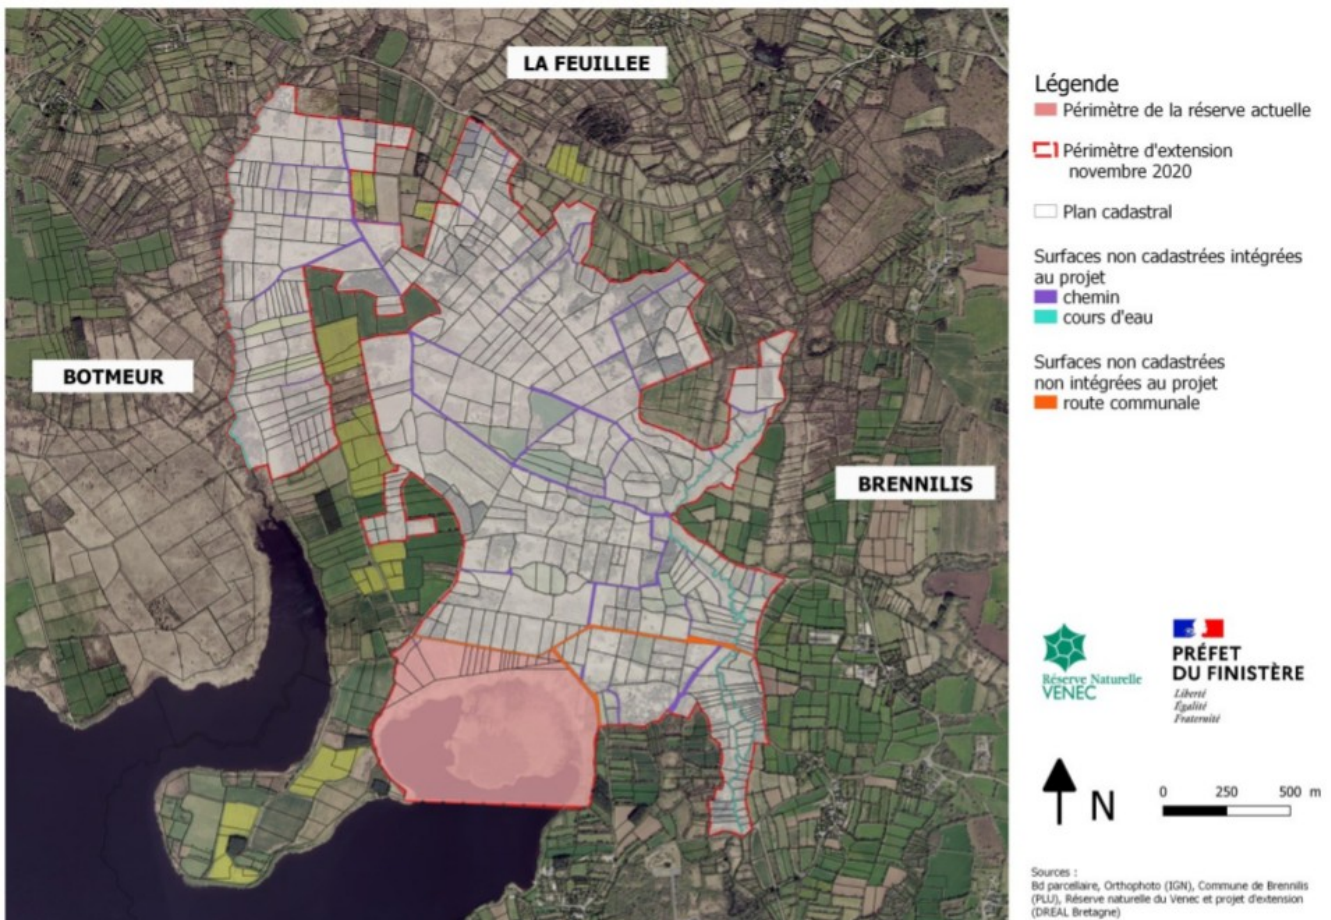 LA FEUILLEE
BOTMEUR
BRENNILIS
Légende
Périmètre de la réserve actuelle
Périmètre d'extension
novembre 2020
Plan cadastral
Surfaces non cadastrées intégrées
au projet
chemin
cours d'eau
Surfaces non cadastrées
non intégrées au projet
route communale
Réserve Naturelle
VENEC
PRÉFET
DU FINISTÈRE
Liberté
Égalité
Fraternité
N
0 250 500 m
Sources :
Bd parcellaire, Orthophoto (IGN), Commune de Brennilis
(PLU), Réserve naturelle du Venec et projet d'extension
(DREAL Bretagne)